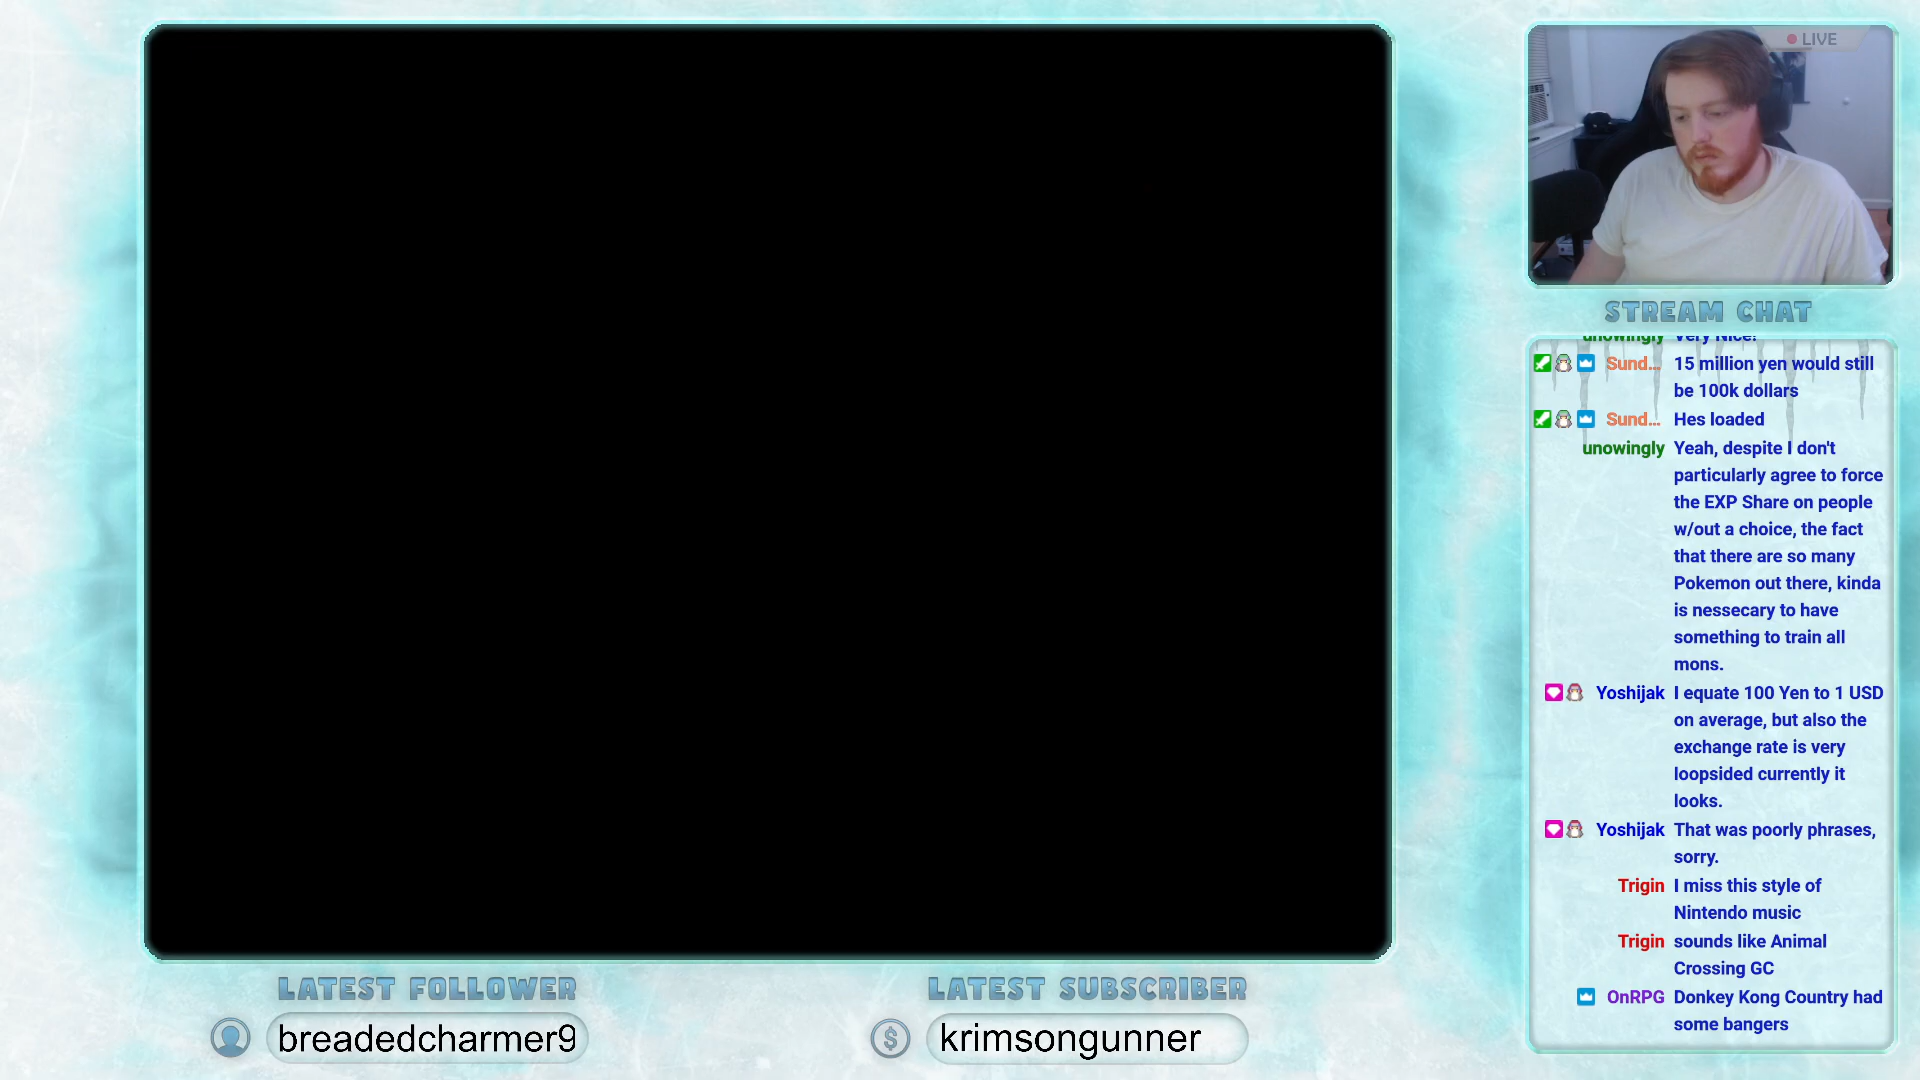 LIVE
STREAM CHAT
unowingly Very Nice!
Sund... 15 million yen would still
be 100k dollars
Sund... Hes loaded
unowingly Yeah, despite I don't
particularly agree to force
the EXP Share on people
w/out a choice, the fact
that there are so many
Pokemon out there, kinda
is nessecary to have
something to train all
mons.
Yoshijak I equate 100 Yen to 1 USD
on average, but also the
exchange rate is very
loopsided currently it
looks.
Yoshijak That was poorly phrases,
sorry.
Trigin I miss this style of
Nintendo music
Trigin sounds like Animal
Crossing GC
OnRPG Donkey Kong Country had
some bangers
LATEST FOLLOWER
breadedcharmer9
LATEST SUBSCRIBER
krimsongunner